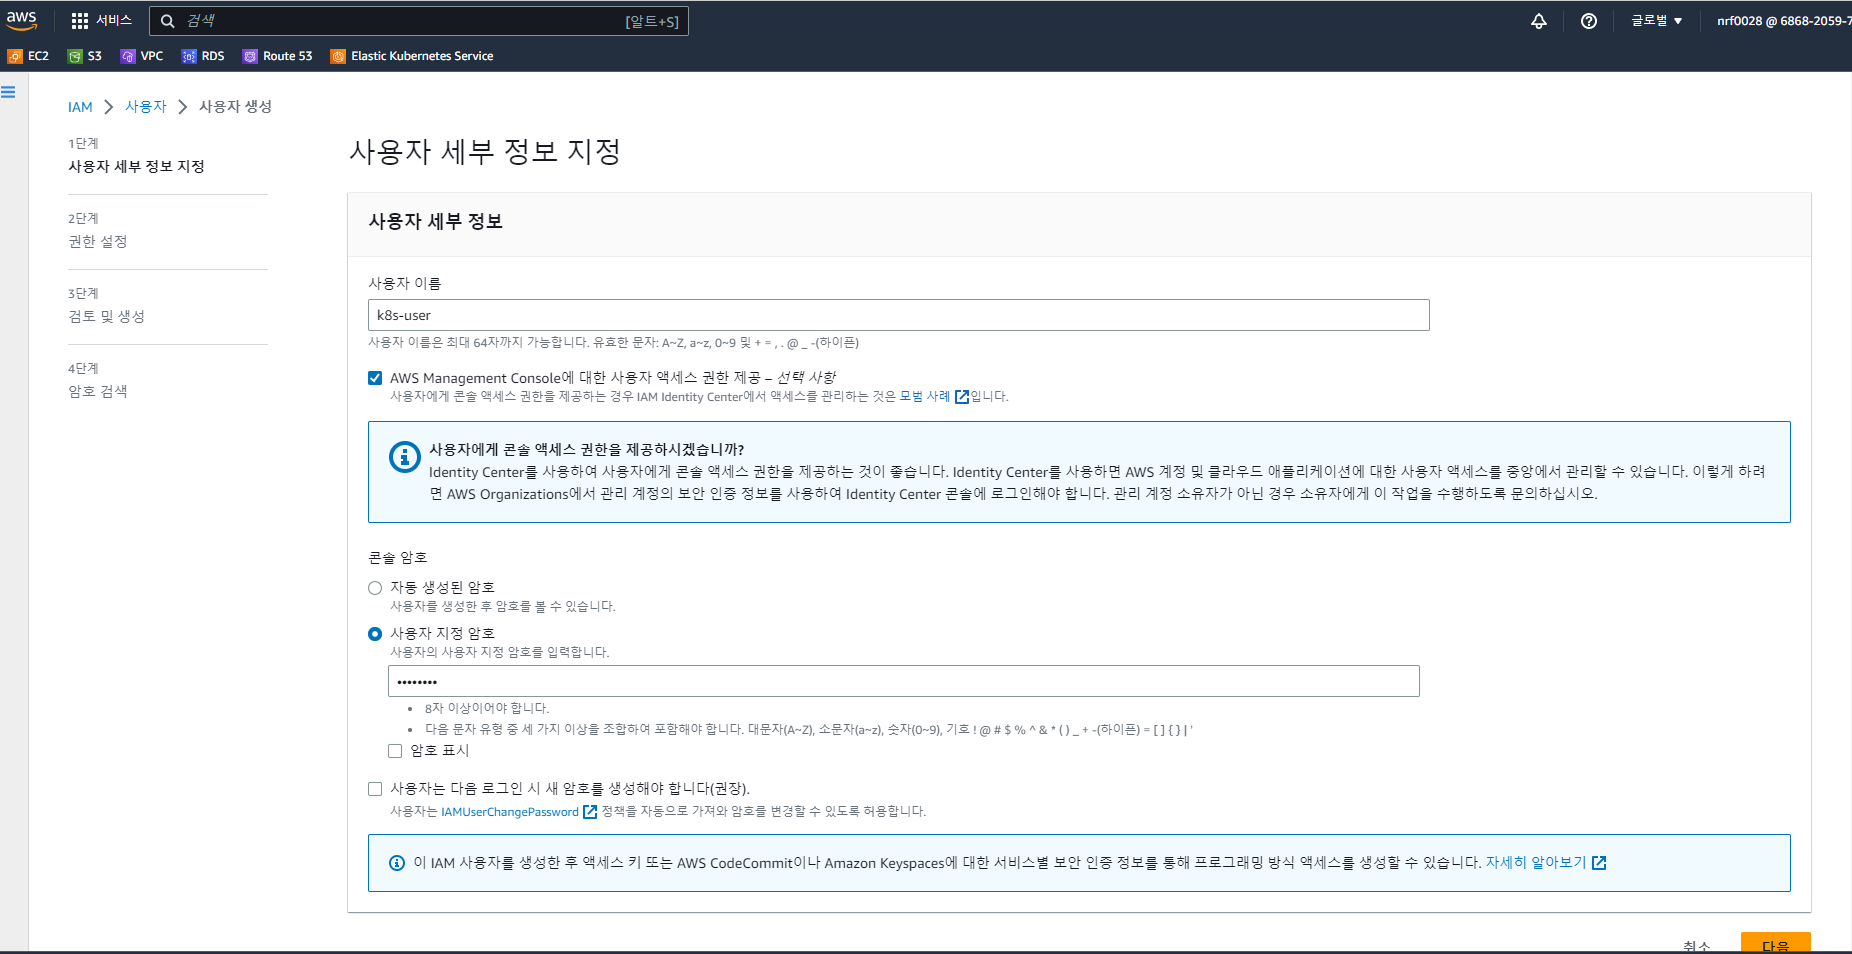 aws
서비스
검색
[알트+S]
글로벌 ▼
nrf0028 @ 6868-2059-7
EC2
S3
VPC
RDS
Route 53
Elastic Kubernetes Service
IAM > 사용자 > 사용자 생성
1단계
사용자 세부 정보 지정
2단계
권한 설정
3단계
검토 및 생성
4단계
암호 검색
사용자 세부 정보 지정
사용자 세부 정보
사용자 이름
k8s-user
사용자 이름은 최대 64자까지 가능합니다. 유효한 문자: A~Z, a~z, 0~9 및 + = , . @ _ -(하이픈)
AWS Management Console에 대한 사용자 액세스 권한 제공 – 선택 사항
사용자에게 콘솔 액세스 권한을 제공하는 경우 IAM Identity Center에서 액세스를 관리하는 것은 모범 사례 입니다.
사용자에게 콘솔 액세스 권한을 제공하시겠습니까?
Identity Center를 사용하여 사용자에게 콘솔 액세스 권한을 제공하는 것이 좋습니다. Identity Center를 사용하면 AWS 계정 및 클라우드 애플리케이션에 대한 사용자 액세스를 중앙에서 관리할 수 있습니다. 이렇게 하려
면 AWS Organizations에서 관리 계정의 보안 인증 정보를 사용하여 Identity Center 콘솔에 로그인해야 합니다. 관리 계정 소유자가 아닌 경우 소유자에게 이 작업을 수행하도록 문의하십시오.
콘솔 암호
자동 생성된 암호
사용자를 생성한 후 암호를 볼 수 있습니다.
사용자 지정 암호
사용자의 사용자 지정 암호를 입력합니다.
••••••••
• 8자 이상이어야 합니다.
• 다음 문자 유형 중 세 가지 이상을 조합하여 포함해야 합니다. 대문자(A~Z), 소문자(a~z), 숫자(0~9), 기호 ! @ # $ % ^ & * ( ) _ + -(하이픈) = [ ] { } | '
암호 표시
사용자는 다음 로그인 시 새 암호를 생성해야 합니다(권장).
사용자는 IAMUserChangePassword 정책을 자동으로 가져와 암호를 변경할 수 있도록 허용합니다.
이 IAM 사용자를 생성한 후 액세스 키 또는 AWS CodeCommit이나 Amazon Keyspaces에 대한 서비스별 보안 인증 정보를 통해 프로그래밍 방식 액세스를 생성할 수 있습니다. 자세히 알아보기
취소
다음